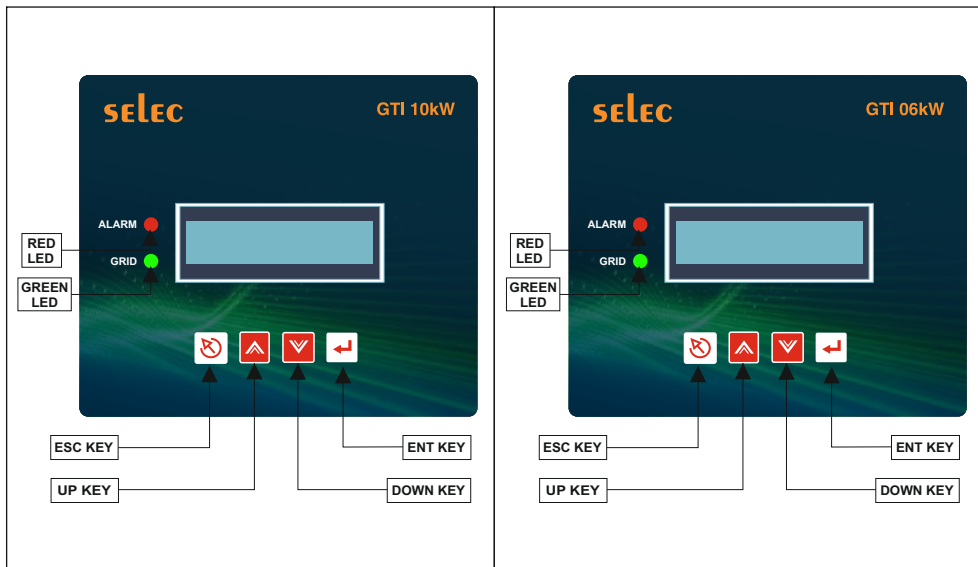 selec
GTI 10kW
ALARM
RED
LED
GRID
GREEN
LED
ESC KEY
ENT KEY
UP KEY
DOWN KEY
selec
GTI 06kW
ALARM
RED
LED
GRID
GREEN
LED
ESC KEY
ENT KEY
UP KEY
DOWN KEY